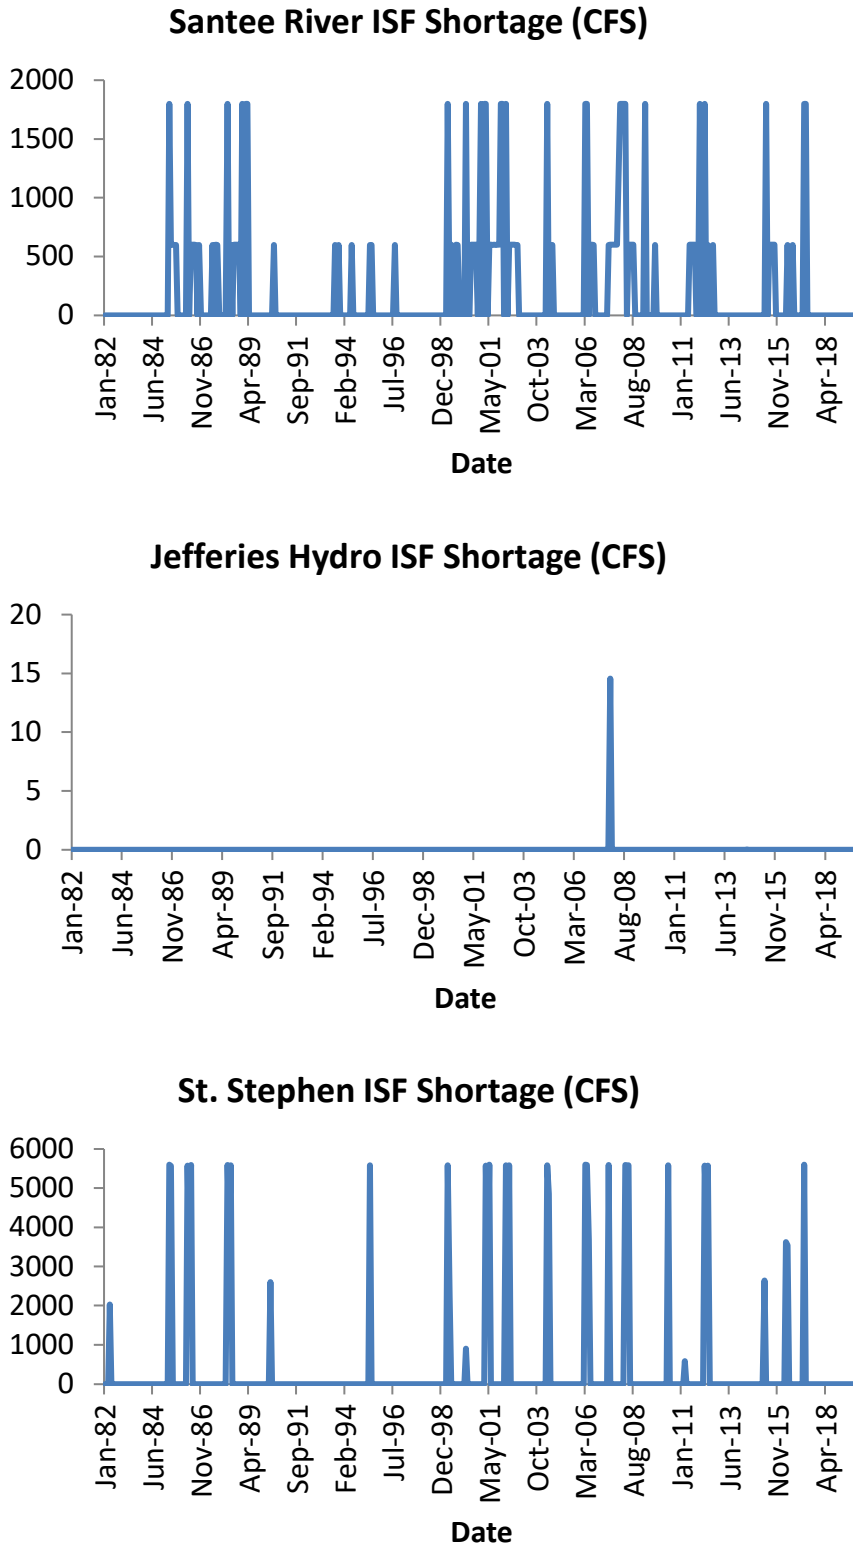 Santee River ISF Shortage (CFS)
2000
1500
1000
500
0
Jan-82
Jun-84
Nov-86
Apr-89
Sep-91
Feb-94
Jul-96
Dec-98
May-01
Oct-03
Mar-06
Aug-08
Jan-11
Jun-13
Nov-15
Apr-18
Date
Jefferies Hydro ISF Shortage (CFS)
20
15
10
5
0
Jan-82
Jun-84
Nov-86
Apr-89
Sep-91
Feb-94
Jul-96
Dec-98
May-01
Oct-03
Mar-06
Aug-08
Jan-11
Jun-13
Nov-15
Apr-18
Date
St. Stephen ISF Shortage (CFS)
6000
5000
4000
3000
2000
1000
0
Jan-82
Jun-84
Nov-86
Apr-89
Sep-91
Feb-94
Jul-96
Dec-98
May-01
Oct-03
Mar-06
Aug-08
Jan-11
Jun-13
Nov-15
Apr-18
Date